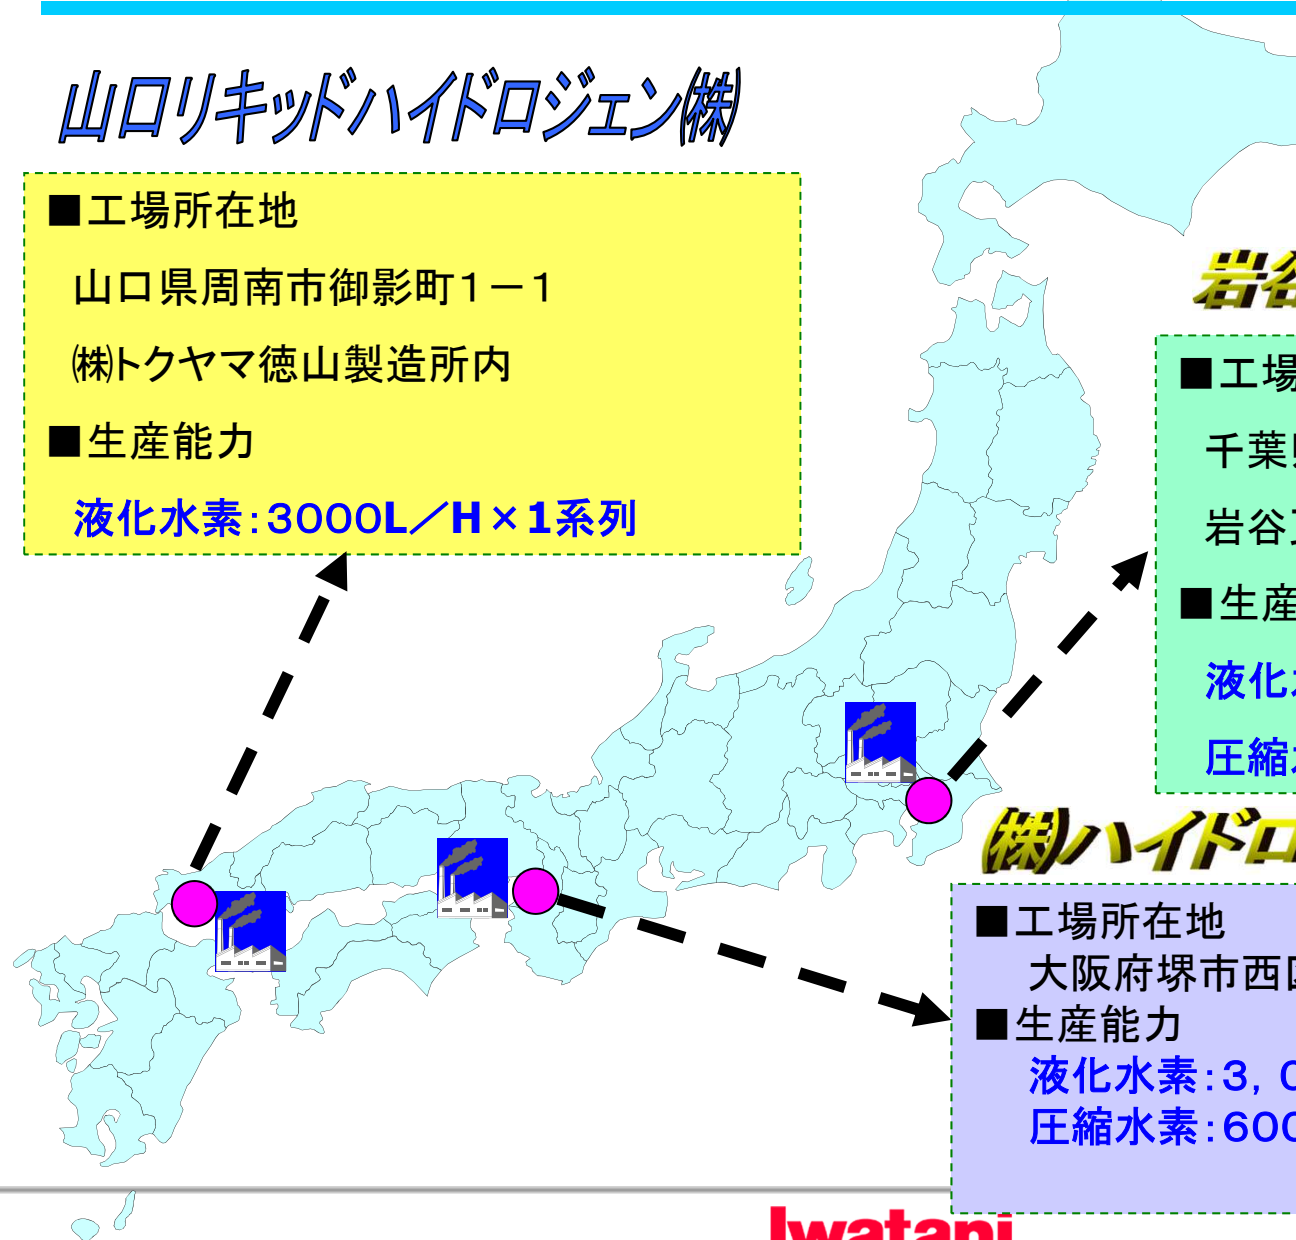 山口リキッドハイドロジェン㈱
■工場所在地
山口県周南市御影町１－１
㈱トクヤマ徳山製造所内
■生産能力
液化水素：３０００L／H×1系列
岩谷
■工場
千葉県
岩谷
■生産
液化
圧縮
㈱ハイドロ
■工場所在地
大阪府堺市西区
■生産能力
液化水素：３，０
圧縮水素：６００
Iwatani